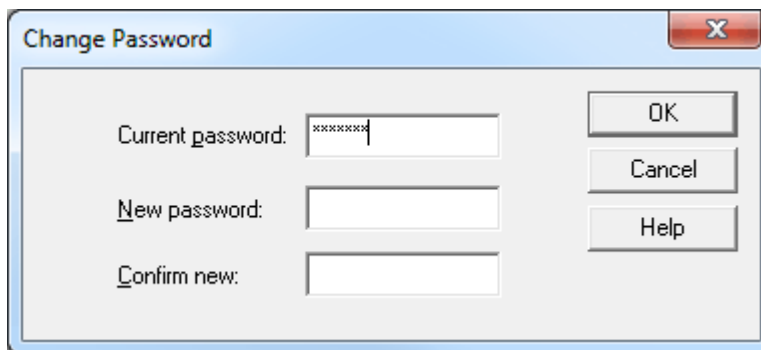 Change Password
Current password: *******
OK
Cancel
New password:
Help
Confirm new: